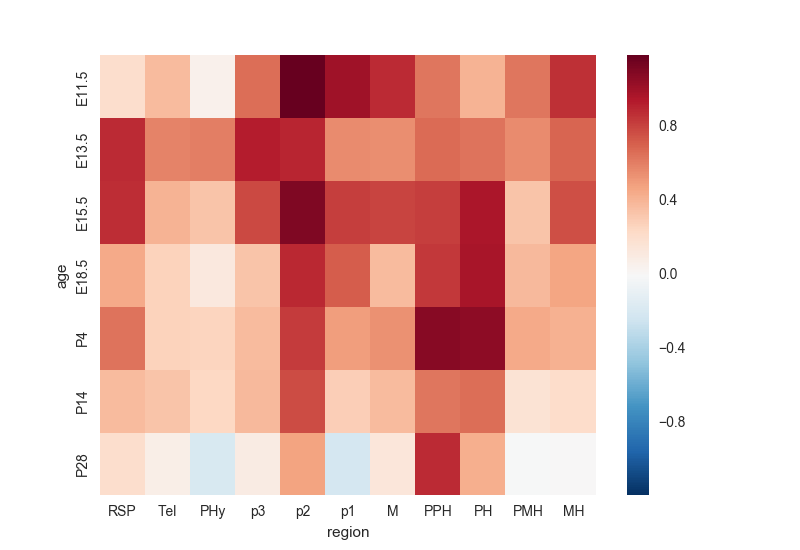 E11.5
E13.5
E15.5
E18.5
P4
P14
P28
age
RSP Tel PHy p3 p2 p1 M PPH PH PMH MH
region
0.8
0.4
0.0
−0.4
−0.8